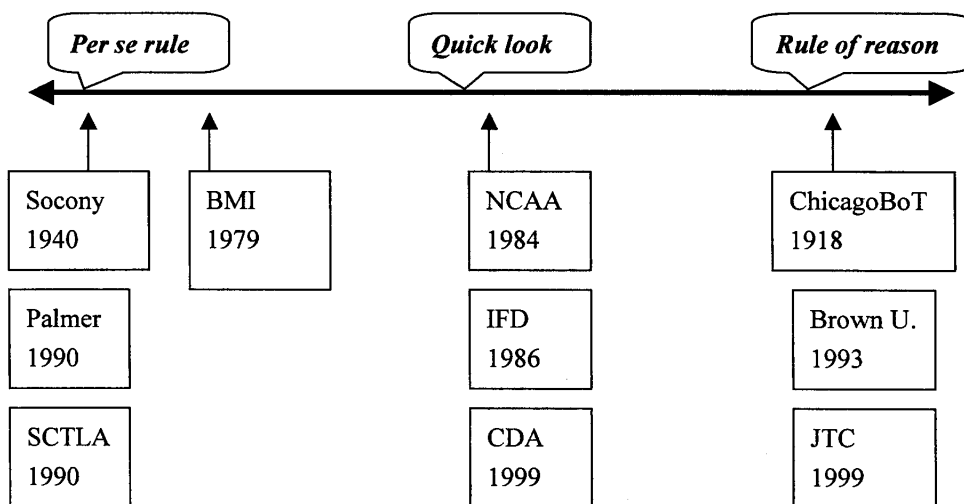 Per se rule
Quick look
Rule of reason
Socony
1940
BMI
1979
NCAA
1984
ChicagoBoT
1918
Palmer
1990
IFD
1986
Brown U.
1993
SCTLA
1990
CDA
1999
JTC
1999